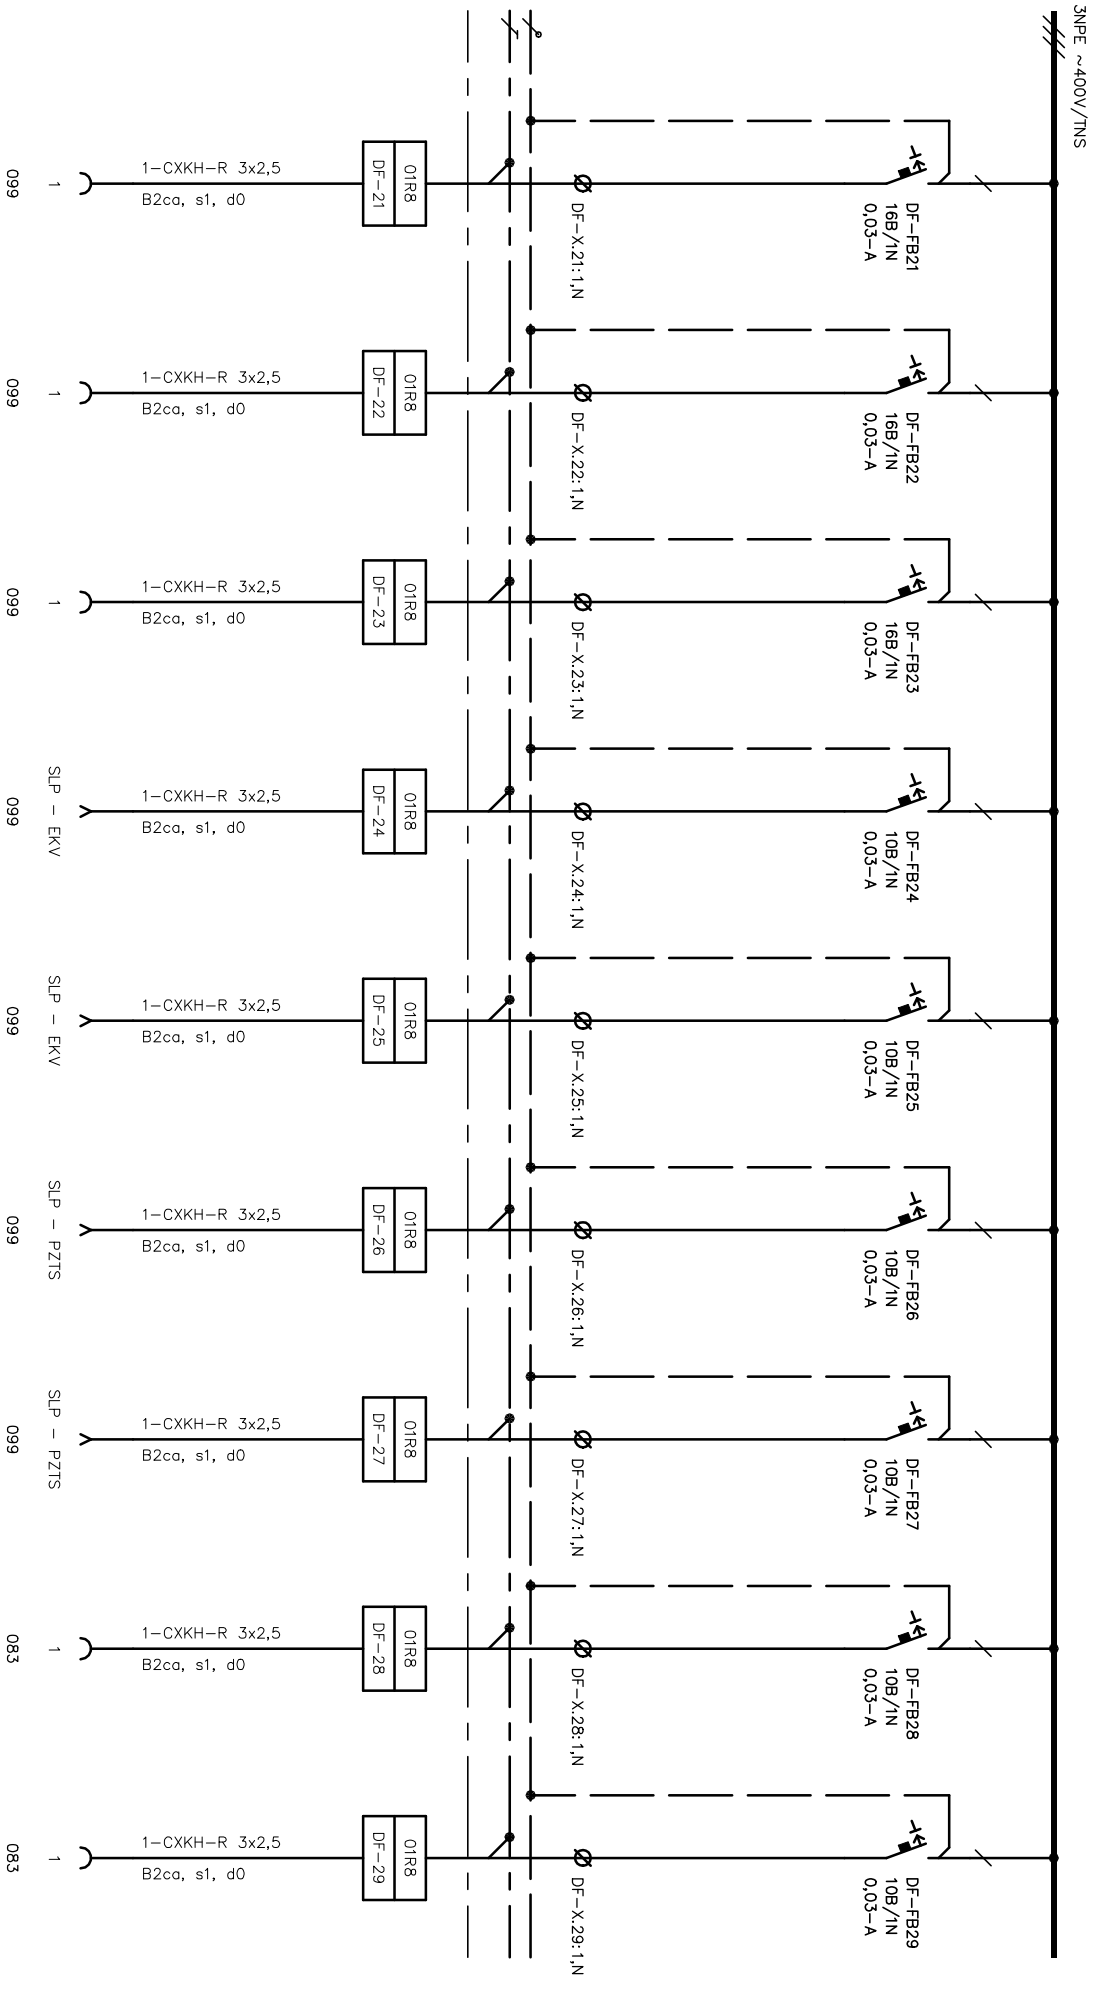 3NPE ~400V/TNS
DF-FB21
16B/1N
0,03-A
DF-X.21:1,N
01R8
DF-21
1-CXKH-R 3x2,5
B2ca, s1, d0
1
099
DF-FB22
16B/1N
0,03-A
DF-X.22:1,N
01R8
DF-22
1-CXKH-R 3x2,5
B2ca, s1, d0
1
099
DF-FB23
16B/1N
0,03-A
DF-X.23:1,N
01R8
DF-23
1-CXKH-R 3x2,5
B2ca, s1, d0
1
099
DF-FB24
10B/1N
0,03-A
DF-X.24:1,N
01R8
DF-24
1-CXKH-R 3x2,5
B2ca, s1, d0
SLP - EKV
099
DF-FB25
10B/1N
0,03-A
DF-X.25:1,N
01R8
DF-25
1-CXKH-R 3x2,5
B2ca, s1, d0
SLP - EKV
099
DF-FB26
10B/1N
0,03-A
DF-X.26:1,N
01R8
DF-26
1-CXKH-R 3x2,5
B2ca, s1, d0
SLP - PZTS
099
DF-FB27
10B/1N
0,03-A
DF-X.27:1,N
01R8
DF-27
1-CXKH-R 3x2,5
B2ca, s1, d0
SLP - PZTS
099
DF-FB28
10B/1N
0,03-A
DF-X.28:1,N
01R8
DF-28
1-CXKH-R 3x2,5
B2ca, s1, d0
1
083
DF-FB29
10B/1N
0,03-A
DF-X.29:1,N
01R8
DF-29
1-CXKH-R 3x2,5
B2ca, s1, d0
1
083